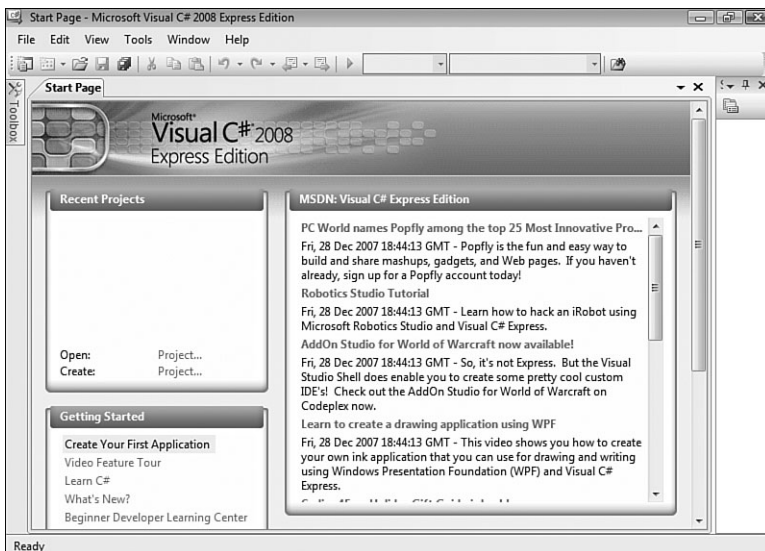 Start Page - Microsoft Visual C# 2008 Express Edition
File Edit View Tools Window Help
Toolbox
Start Page
Microsoft®
Visual C# 2008
Express Edition
Recent Projects
Open: Project...
Create: Project...
Getting Started
Create Your First Application
Video Feature Tour
Learn C#
What's New?
Beginner Developer Learning Center
MSDN: Visual C# Express Edition
PC World names Popfly among the top 25 Most Innovative Pro...
Fri, 28 Dec 2007 18:44:13 GMT - Popfly is the fun and easy way to
build and share mashups, gadgets, and Web pages. If you haven't
already, sign up for a Popfly account today!
Robotics Studio Tutorial
Fri, 28 Dec 2007 18:44:13 GMT - Learn how to hack an iRobot using
Microsoft Robotics Studio and Visual C# Express.
AddOn Studio for World of Warcraft now available!
Fri, 28 Dec 2007 18:44:13 GMT - So, it's not Express. But the Visual
Studio Shell does enable you to create some pretty cool custom
IDE's! Check out the AddOn Studio for World of Warcraft on
Codeplex now.
Learn to create a drawing application using WPF
Fri, 28 Dec 2007 18:44:13 GMT - This video shows you how to create
your own ink application that you can use for drawing and writing
using Windows Presentation Foundation (WPF) and Visual C#
Express.
Ready